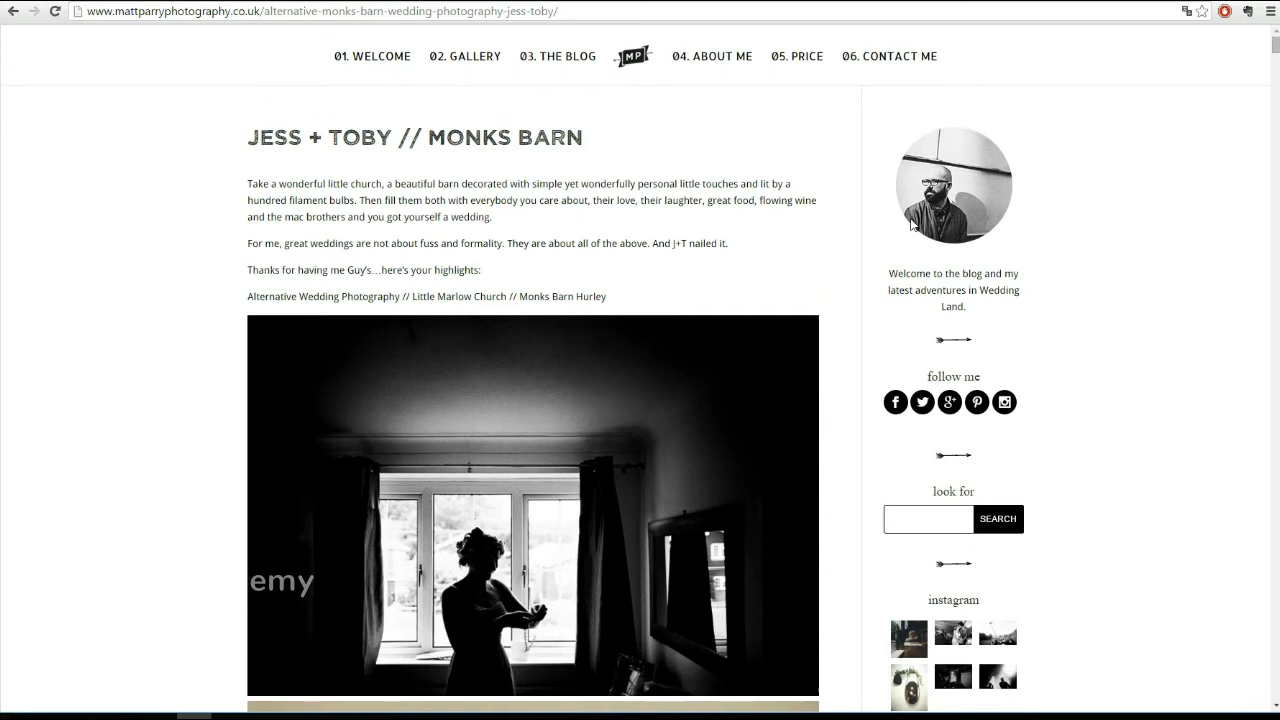 www.mattparryphotography.co.uk/alternative-monks-barn-wedding-photography-jess-toby/
01. WELCOME 02. GALLERY 03. THE BLOG MP 04. ABOUT ME 05. PRICE 06. CONTACT ME
JESS + TOBY // MONKS BARN
Take a wonderful little church, a beautiful barn decorated with simple yet wonderfully personal little touches and lit by a
hundred filament bulbs. Then fill them both with everybody you care about, their love, their laughter, great food, flowing wine
and the mac brothers and you got yourself a wedding.
For me, great weddings are not about fuss and formality. They are about all of the above. And J+T nailed it.
Thanks for having me Guy's...here's your highlights:
Alternative Wedding Photography // Little Marlow Church // Monks Barn Hurley
emy
Welcome to the blog and my
latest adventures in Wedding
Land.
follow me
look for
SEARCH
instagram